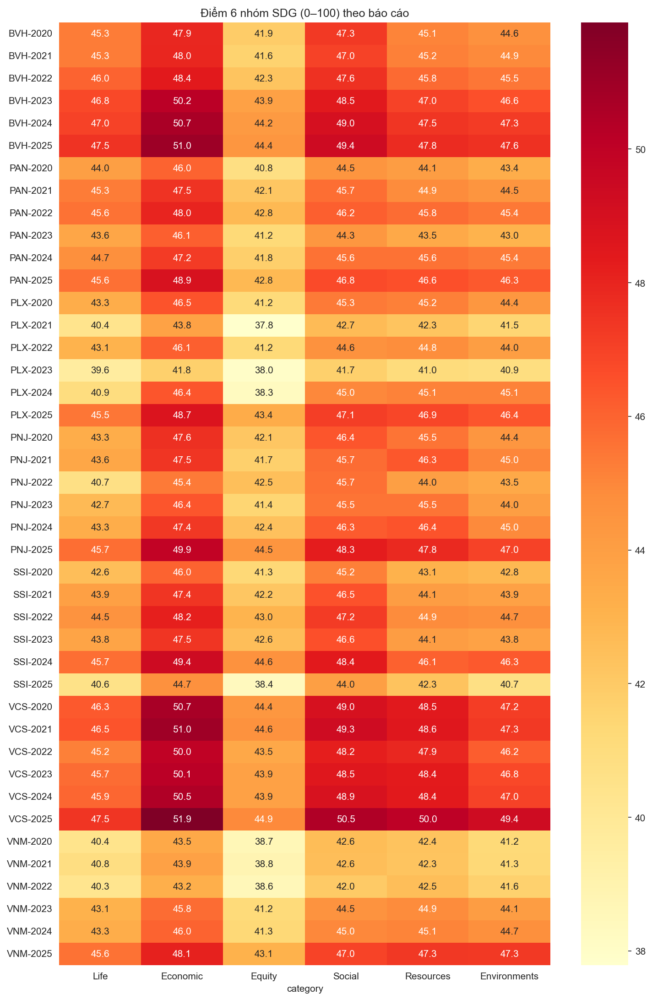 Điểm 6 nhóm SDG (0–100) theo báo cáo
BVH-2020 45.3 47.9 41.9 47.3 45.1 44.6
BVH-2021 45.3 48.0 41.6 47.0 45.2 44.9
BVH-2022 46.0 48.4 42.3 47.6 45.8 45.5
BVH-2023 46.8 50.2 43.9 48.5 47.0 46.6
BVH-2024 47.0 50.7 44.2 49.0 47.5 47.3
BVH-2025 47.5 51.0 44.4 49.4 47.8 47.6
50
PAN-2020 44.0 46.0 40.8 44.5 44.1 43.4
PAN-2021 45.3 47.5 42.1 45.7 44.9 44.5
PAN-2022 45.6 48.0 42.8 46.2 45.8 45.4
PAN-2023 43.6 46.1 41.2 44.3 43.5 43.0
PAN-2024 44.7 47.2 41.8 45.6 45.6 45.4
PAN-2025 45.6 48.9 42.8 46.8 46.6 46.3
48
PLX-2020 43.3 46.5 41.2 45.3 45.2 44.4
PLX-2021 40.4 43.8 37.8 42.7 42.3 41.5
PLX-2022 43.1 46.1 41.2 44.6 44.8 44.0
PLX-2023 39.6 41.8 38.0 41.7 41.0 40.9
PLX-2024 40.9 46.4 38.3 45.0 45.1 45.1
PLX-2025 45.5 48.7 43.4 47.1 46.9 46.4
46
PNJ-2020 43.3 47.6 42.1 46.4 45.5 44.4
PNJ-2021 43.6 47.5 41.7 45.7 46.3 45.0
PNJ-2022 40.7 45.4 42.5 45.7 44.0 43.5
PNJ-2023 42.7 46.4 41.4 45.5 45.5 44.0
PNJ-2024 43.3 47.4 42.4 46.3 46.4 45.0
PNJ-2025 45.7 49.9 44.5 48.3 47.8 47.0
44
SSI-2020 42.6 46.0 41.3 45.2 43.1 42.8
SSI-2021 43.9 47.4 42.2 46.5 44.1 43.9
SSI-2022 44.5 48.2 43.0 47.2 44.9 44.7
SSI-2023 43.8 47.5 42.6 46.6 44.1 43.8
SSI-2024 45.7 49.4 44.6 48.4 46.1 46.3
SSI-2025 40.6 44.7 38.4 44.0 42.3 40.7
42
VCS-2020 46.3 50.7 44.4 49.0 48.5 47.2
VCS-2021 46.5 51.0 44.6 49.3 48.6 47.3
VCS-2022 45.2 50.0 43.5 48.2 47.9 46.2
VCS-2023 45.7 50.1 43.9 48.5 48.4 46.8
VCS-2024 45.9 50.5 43.9 48.9 48.4 47.0
VCS-2025 47.5 51.9 44.9 50.5 50.0 49.4
40
VNM-2020 40.4 43.5 38.7 42.6 42.4 41.2
VNM-2021 40.8 43.9 38.8 42.6 42.3 41.3
VNM-2022 40.3 43.2 38.6 42.0 42.5 41.6
VNM-2023 43.1 45.8 41.2 44.5 44.9 44.1
VNM-2024 43.3 46.0 41.3 45.0 45.1 44.7
VNM-2025 45.6 48.1 43.1 47.0 47.3 47.3
38
Life Economic Equity Social Resources Environments
category